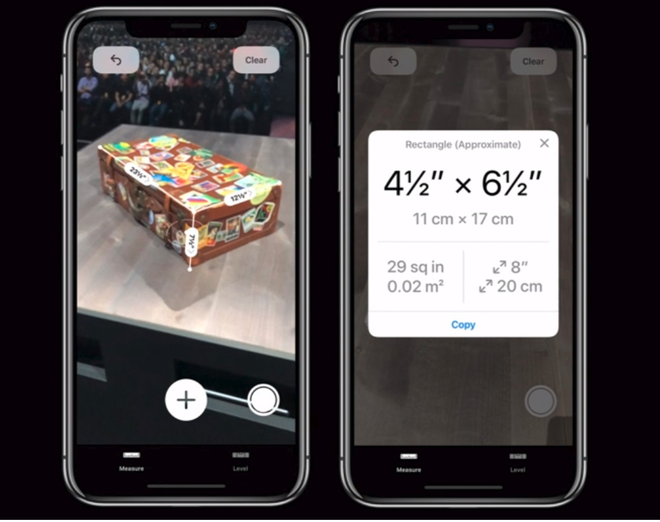 Clear
23½"
12½"
7½"
Measure
Level
Clear
Rectangle (Approximate)
4½" × 6½"
11 cm × 17 cm
29 sq in
0.02 m²
8"
20 cm
Copy
Measure
Level